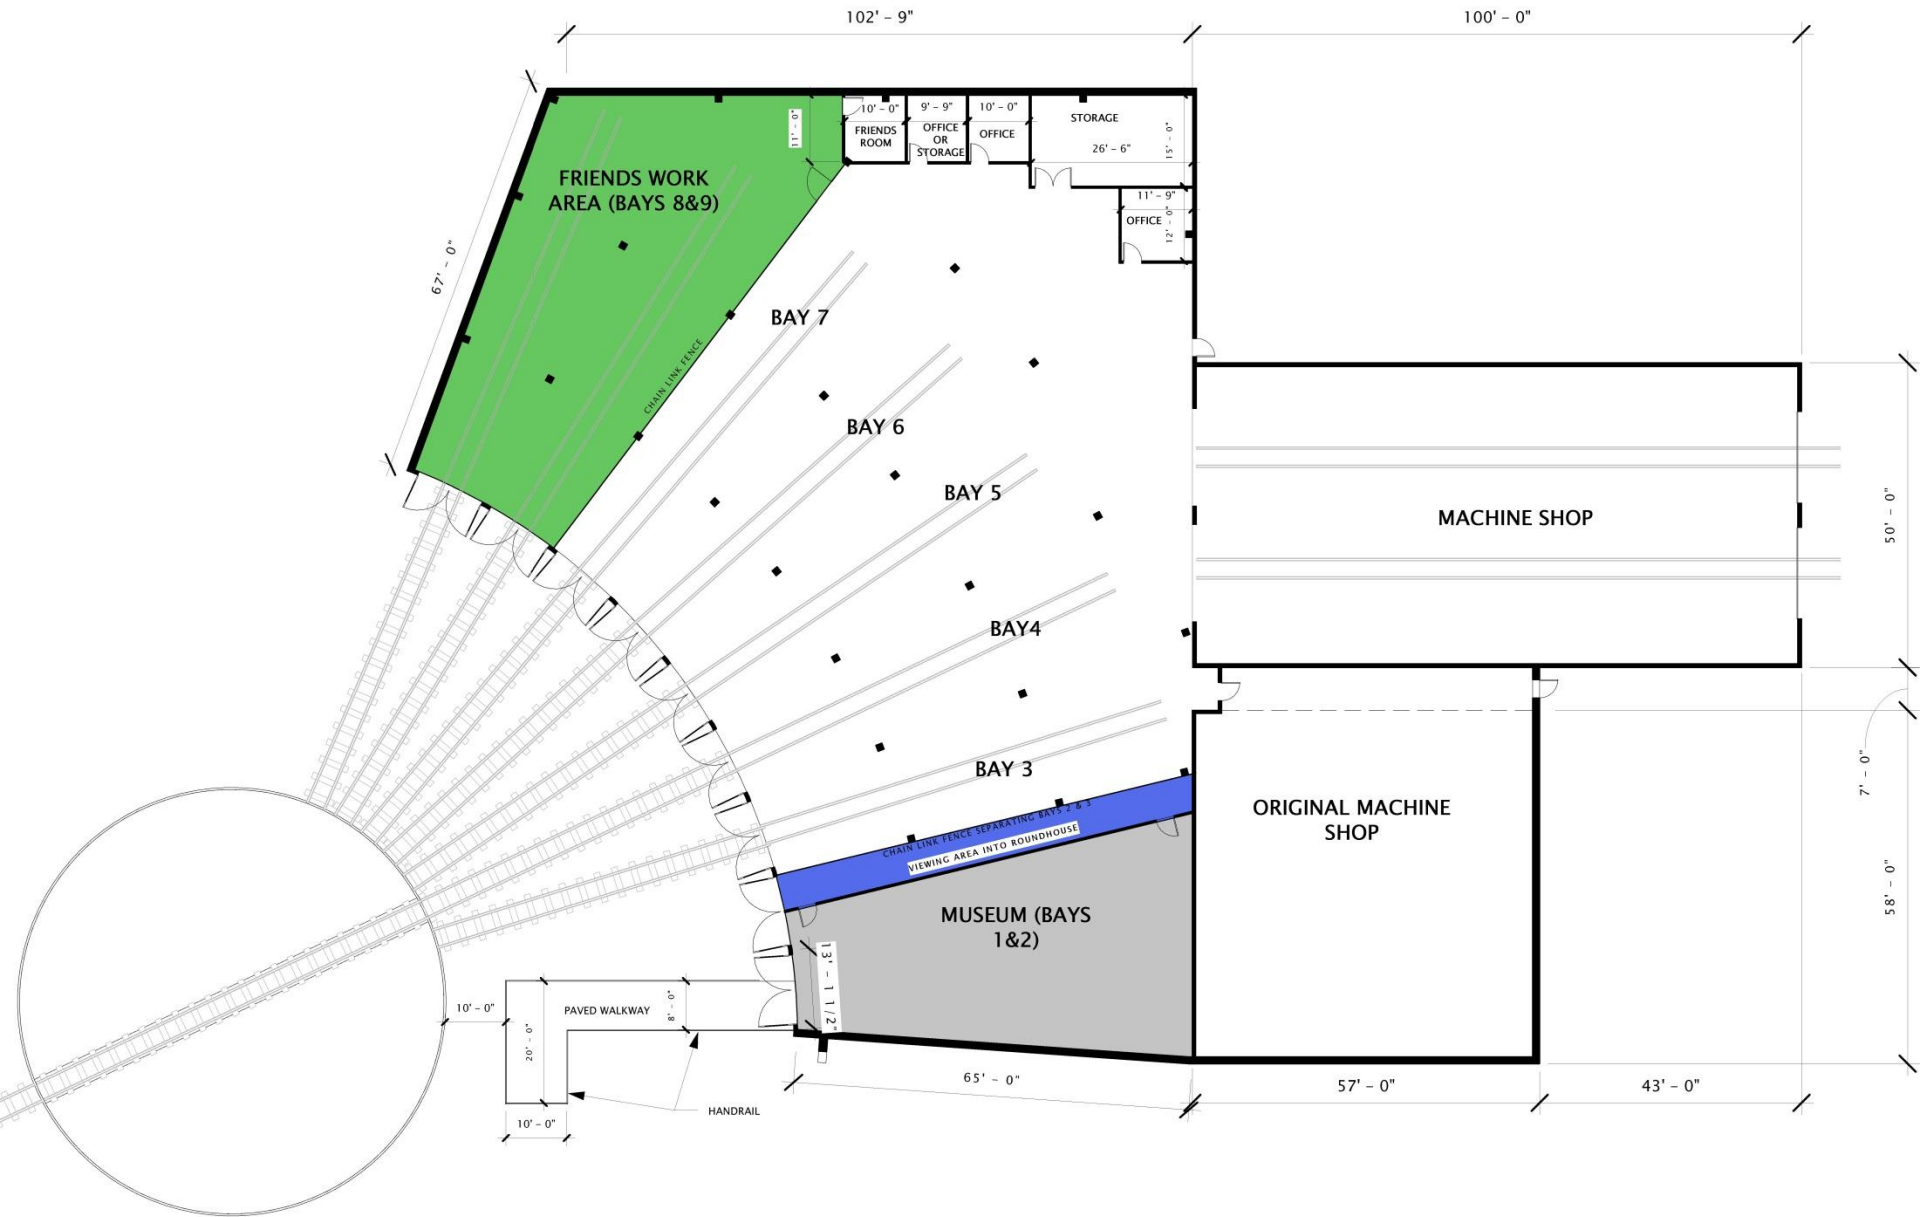 102' - 9"
100' - 0"
67' - 0"
FRIENDS WORK
AREA (BAYS 8&9)
11' - 0"
10' - 0"
FRIENDS
ROOM
9' - 9"
OFFICE
OR
STORAGE
10' - 0"
OFFICE
STORAGE
26' - 6"
15' - 0"
11' - 9"
OFFICE
12' - 0"
CHAIN LINK FENCE
BAY 7
BAY 6
BAY 5
BAY4
BAY 3
MACHINE SHOP
50' - 0"
7' - 0"
ORIGINAL MACHINE
SHOP
58' - 0"
CHAIN LINK FENCE SEPARATING BAYS 2 & 3
VIEWING AREA INTO ROUNDHOUSE
MUSEUM (BAYS
1&2)
13' - 1 1/2"
10' - 0"
PAVED WALKWAY
8' - 0"
20' - 0"
10' - 0"
HANDRAIL
65' - 0"
57' - 0"
43' - 0"